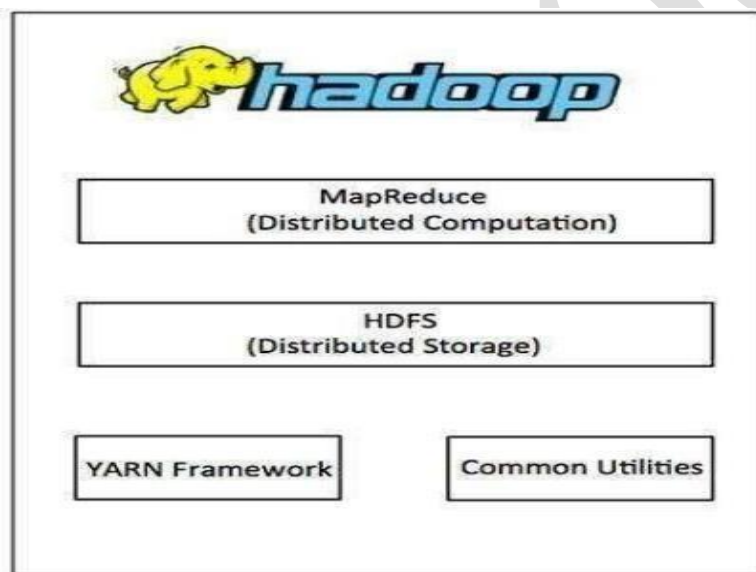 hadoop
MapReduce
(Distributed Computation)
HDFS
(Distributed Storage)
YARN Framework
Common Utilities